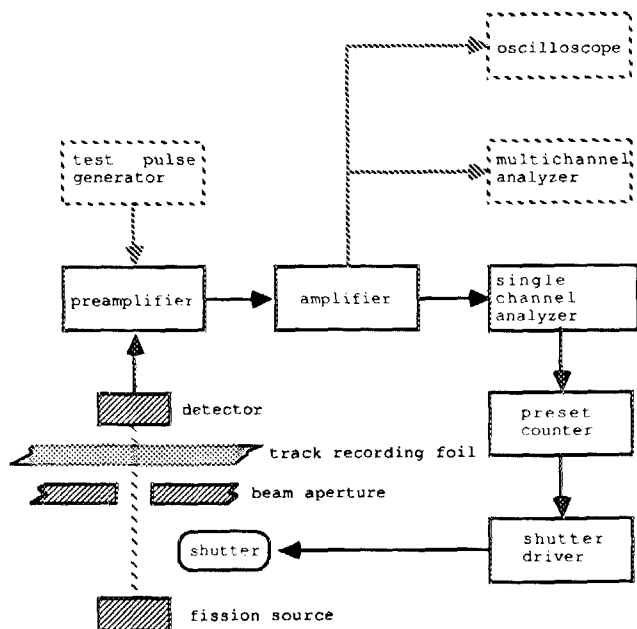 oscilloscope
test pulse
generator
multichannel
analyzer
preamplifier
amplifier
single
channel
analyzer
detector
preset
counter
track recording foil
beam aperture
shutter
shutter
driver
fission source